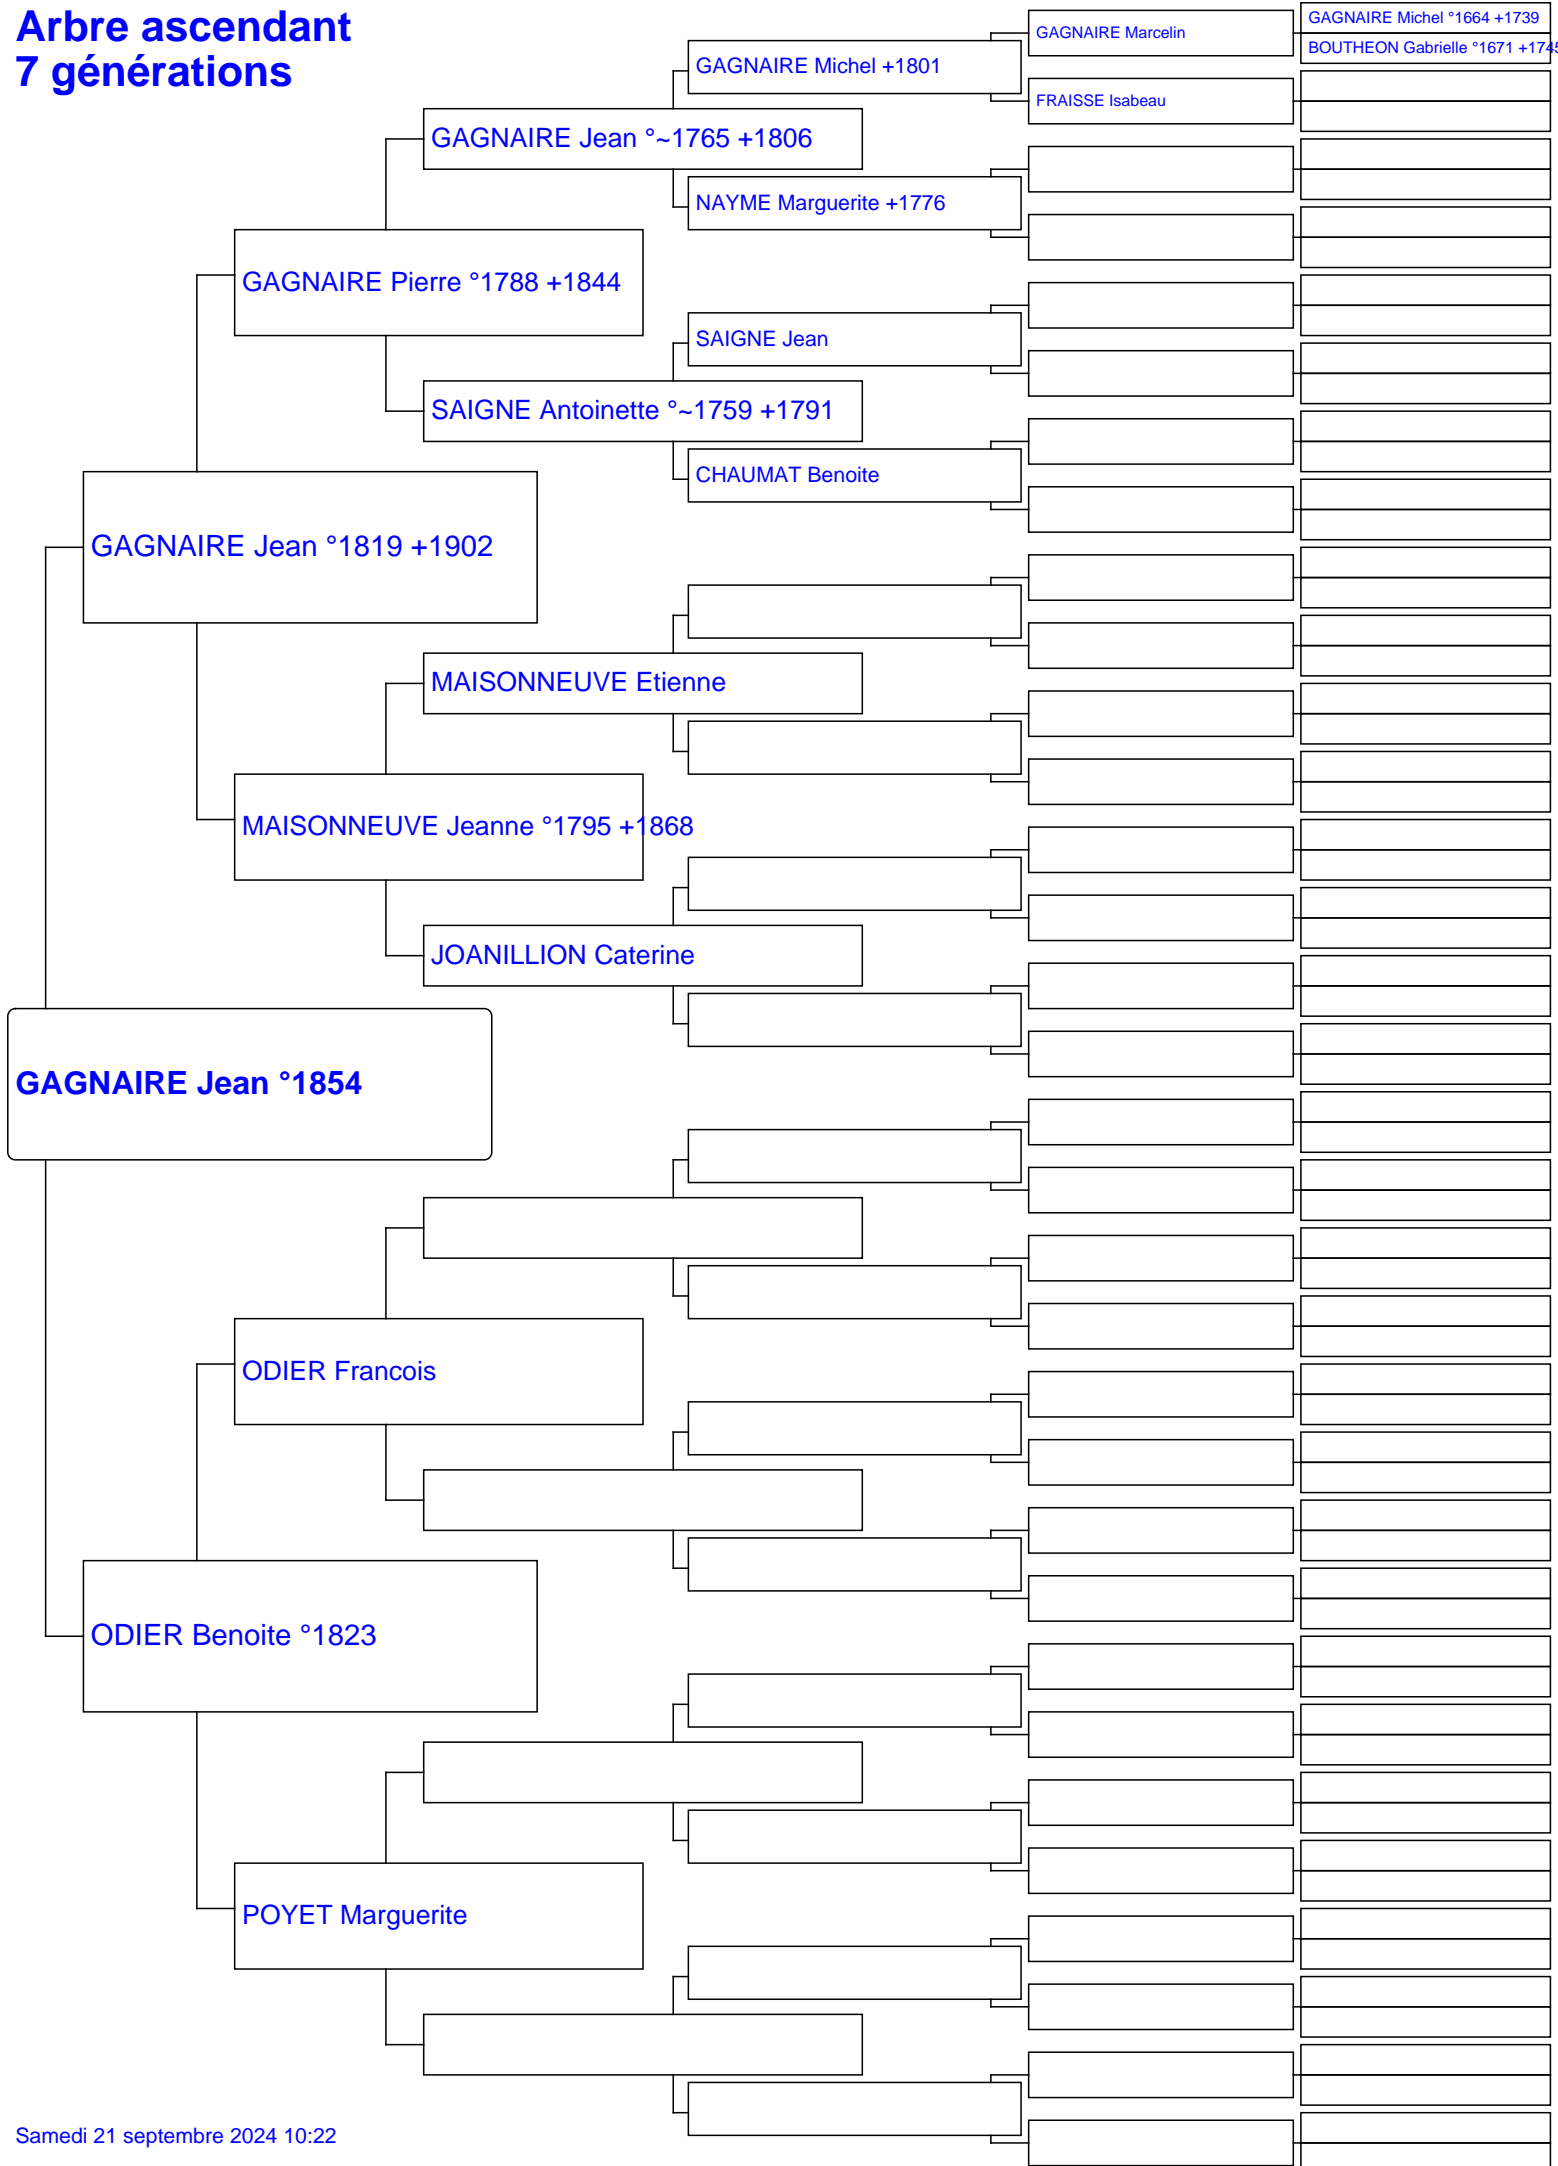 Arbre ascendant
7 générations
GAGNAIRE Marcelin
GAGNAIRE Michel °1664 +1739
BOUTHEON Gabrielle °1671 +1745
GAGNAIRE Michel +1801
FRAISSE Isabeau
GAGNAIRE Jean °~1765 +1806
NAYME Marguerite +1776
GAGNAIRE Pierre °1788 +1844
SAIGNE Jean
SAIGNE Antoinette °~1759 +1791
CHAUMAT Benoite
GAGNAIRE Jean °1819 +1902
MAISONNEUVE Etienne
MAISONNEUVE Jeanne °1795 +1868
JOANILLION Caterine
GAGNAIRE Jean °1854
ODIER Francois
ODIER Benoite °1823
POYET Marguerite
Samedi 21 septembre 2024 10:22